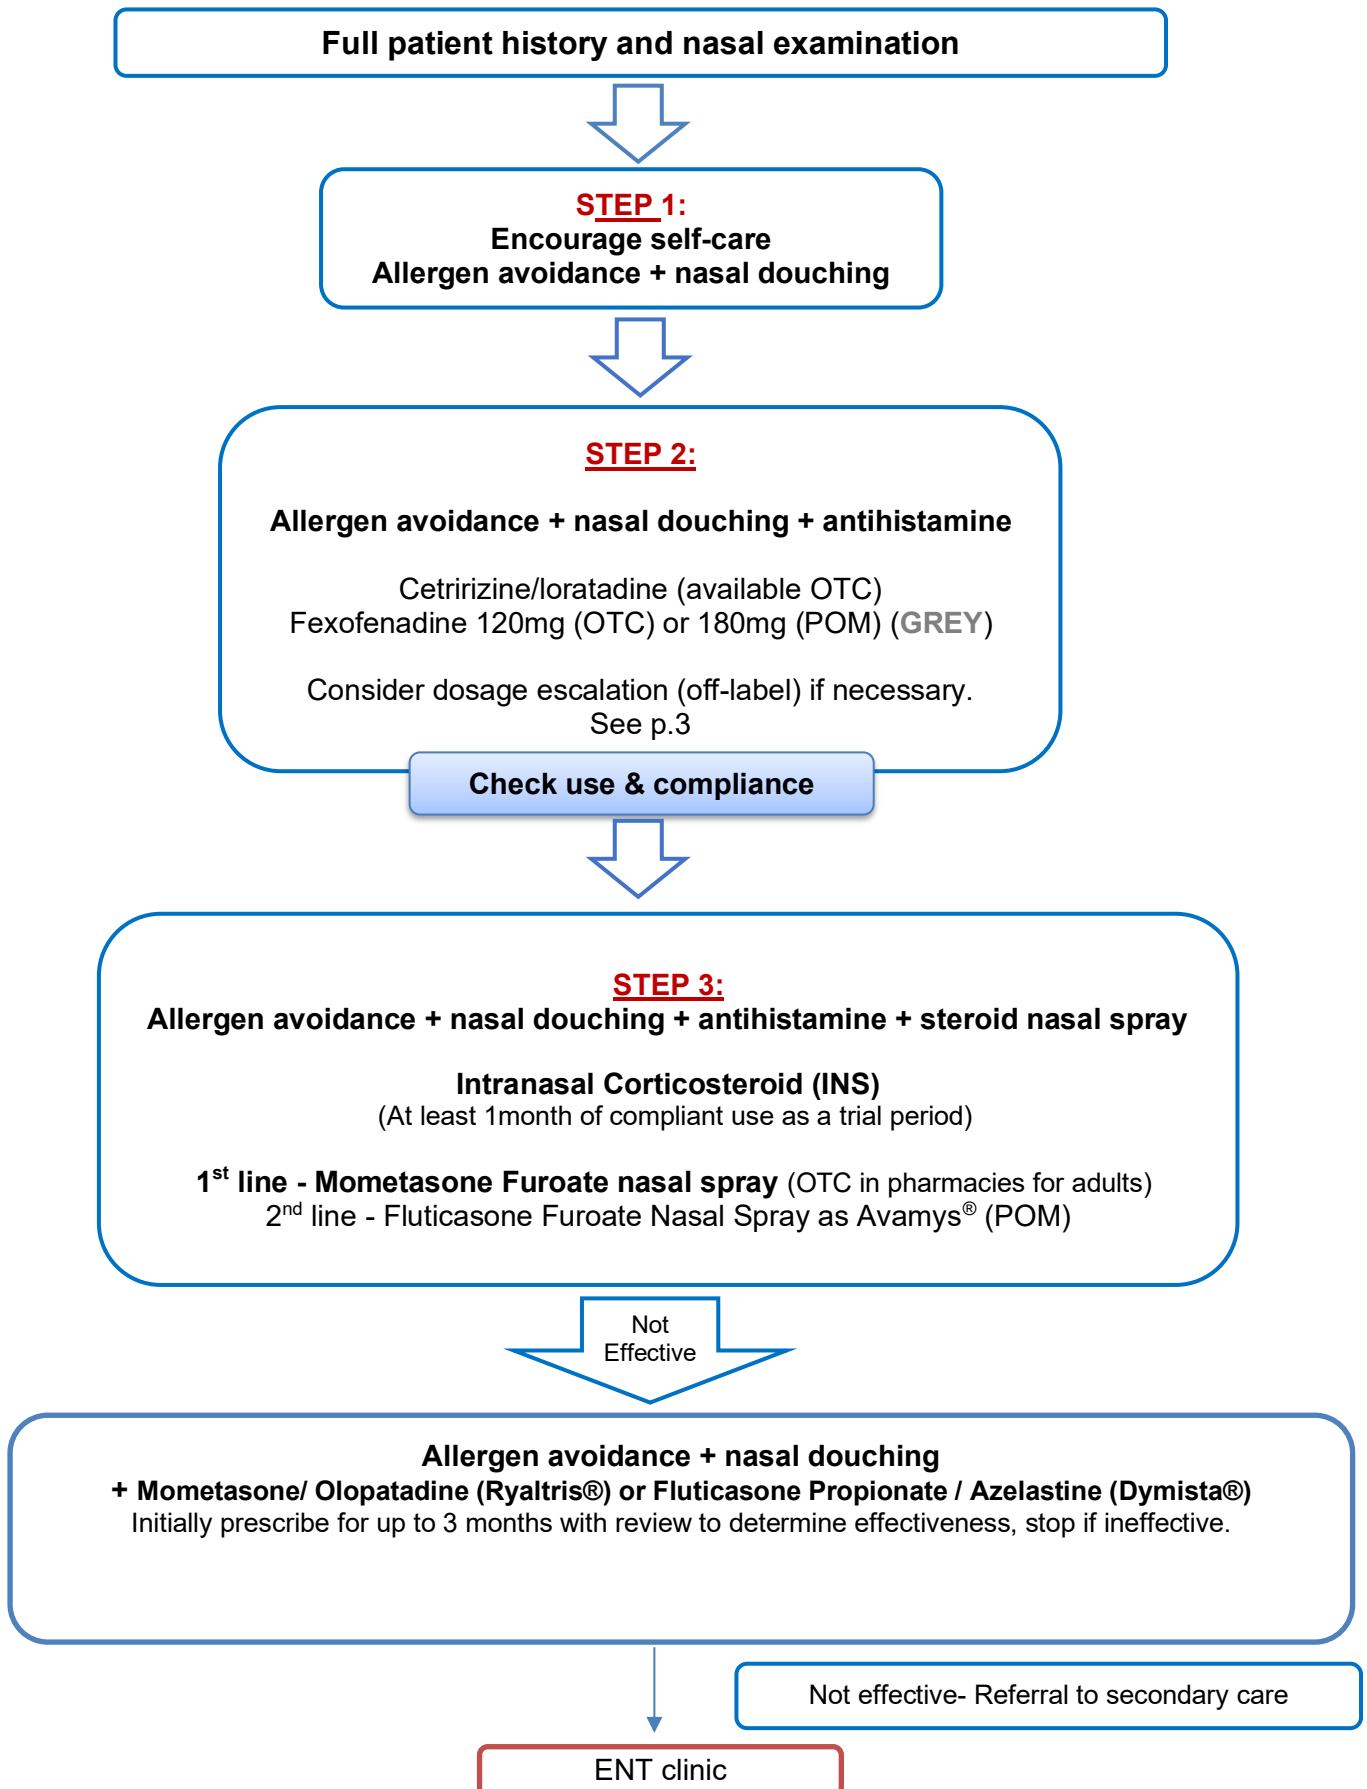 Full patient history and nasal examination
STEP 1:
Encourage self-care
Allergen avoidance + nasal douching
STEP 2:
Allergen avoidance + nasal douching + antihistamine
Cetririzine/loratadine (available OTC)
Fexofenadine 120mg (OTC) or 180mg (POM) (GREY)
Consider dosage escalation (off-label) if necessary.
See p.3
Check use & compliance
STEP 3:
Allergen avoidance + nasal douching + antihistamine + steroid nasal spray
Intranasal Corticosteroid (INS)
(At least 1month of compliant use as a trial period)
1st line - Mometasone Furoate nasal spray (OTC in pharmacies for adults)
2nd line - Fluticasone Furoate Nasal Spray as Avamys® (POM)
Not
Effective
Allergen avoidance + nasal douching
+ Mometasone/ Olopatadine (Ryaltris®) or Fluticasone Propionate / Azelastine (Dymista®)
Initially prescribe for up to 3 months with review to determine effectiveness, stop if ineffective.
Not effective- Referral to secondary care
ENT clinic